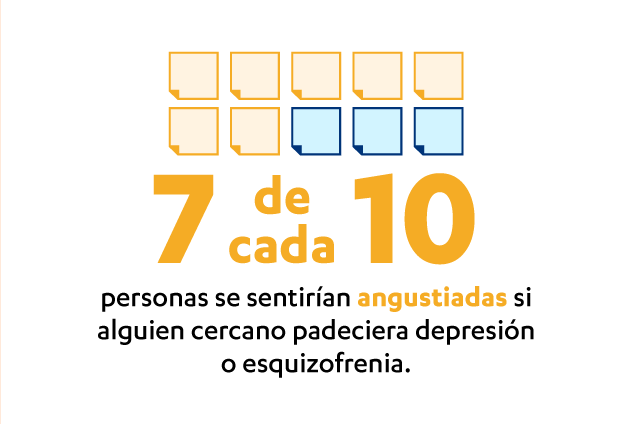 7 de cada 10
personas se sentirían angustiadas si
alguien cercano padeciera depresión
o esquizofrenia.